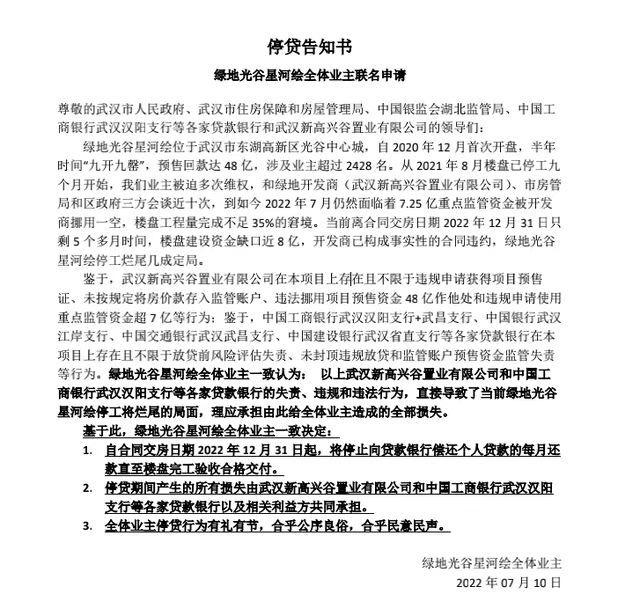 停贷告知书
绿地光谷星河绘全体业主联名申请
尊敬的武汉市人民政府、武汉市住房保障和房屋管理局、中国银监会湖北监管局、中国工
商银行武汉汉阳支行等各家贷款银行和武汉新高兴谷置业有限公司的领导们：
绿地光谷星河绘位于武汉市东湖高新区光谷中心城，自 2020 年 12 月首次开盘，半年
时间“九开九罄”，预售回款达 48 亿，涉及业主超过 2428 名。从 2021 年 8 月楼盘已停工九
个月开始，我们业主被迫多次维权，和绿地开发商（武汉新高兴谷置业有限公司）、市房管
局和区政府三方会谈近十次，到如今 2022 年 7 月仍然面临着 7.25 亿重点监管资金被开发
商挪用一空，楼盘工程量完成不足 35%的窘境。当前离合同交房日期 2022 年 12 月 31 日只
剩 5 个多月时间，楼盘建设资金缺口近 8 亿，开发商已构成事实性的合同违约，绿地光谷
星河绘停工烂尾几成定局。
鉴于，武汉新高兴谷置业有限公司在本项目上存在且不限于违规申请获得项目预售
证、未按规定将房价款存入监管账户、违法挪用项目预售资金 48 亿作他处和违规申请使用
重点监管资金超 7 亿等行为；鉴于，中国工商银行武汉汉阳支行+武昌支行、中国银行武汉
江岸支行、中国交通银行武汉武昌支行、中国建设银行武汉省直支行等各家贷款银行在本
项目上存在且不限于放贷前风险评估失责、未封顶违规放贷和监管账户预售资金监管失责
等行为。绿地光谷星河绘全体业主一致认为： 以上武汉新高兴谷置业有限公司和中国工
商银行武汉汉阳支行等各家贷款银行的失责、违规和违法行为，直接导致了当前绿地光谷
星河绘停工将烂尾的局面，理应承担由此给全体业主造成的全部损失。
基于此，绿地光谷星河绘全体业主一致决定：
1. 自合同交房日期 2022 年 12 月 31 日起，将停止向贷款银行偿还个人贷款的每月还
款直至楼盘完工验收合格交付。
2. 停贷期间产生的所有损失由武汉新高兴谷置业有限公司和中国工商银行武汉汉阳
支行等各家贷款银行以及相关利益方共同承担。
3. 全体业主停贷行为有礼有节，合乎公序良俗，合乎民意民声。
绿地光谷星河绘全体业主
2022 年 07 月 10 日